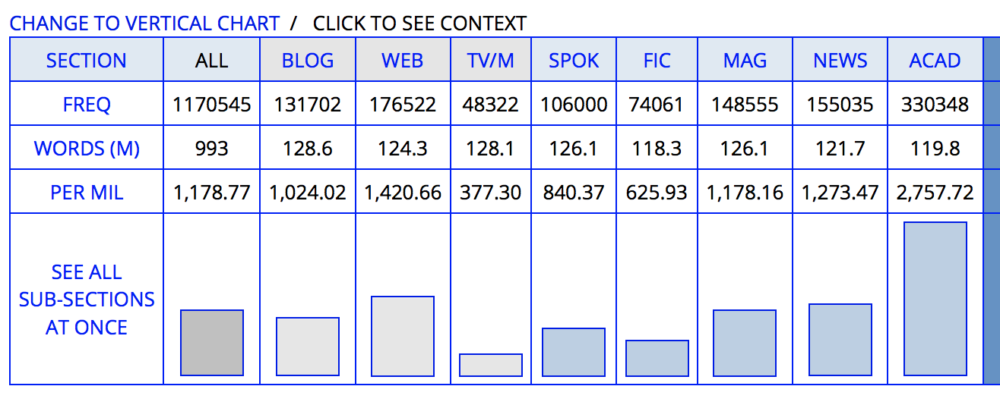 CHANGE TO VERTICAL CHART / CLICK TO SEE CONTEXT
SECTION ALL BLOG WEB TV/M SPOK FIC MAG NEWS ACAD
FREQ 1170545 131702 176522 48322 106000 74061 148555 155035 330348
WORDS (M) 993 128.6 124.3 128.1 126.1 118.3 126.1 121.7 119.8
PER MIL 1,178.77 1,024.02 1,420.66 377.30 840.37 625.93 1,178.16 1,273.47 2,757.72
SEE ALL
SUB-SECTIONS
AT ONCE